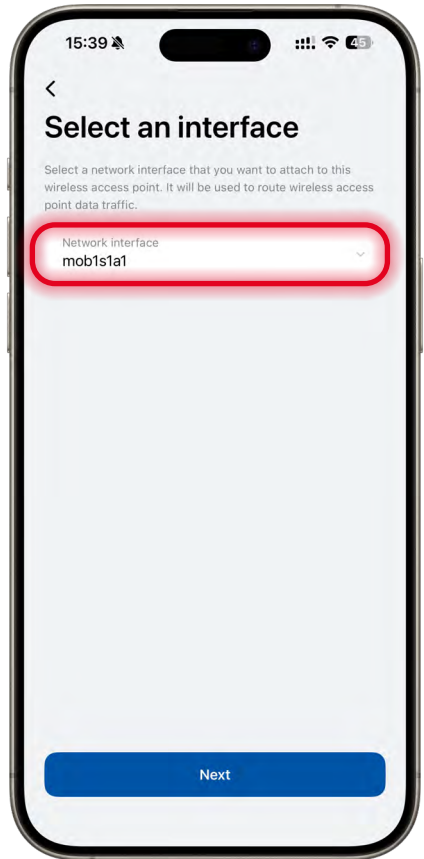 15:39
45
Select an interface
Select a network interface that you want to attach to this
wireless access point. It will be used to route wireless access
point data traffic.
Network interface
mob1s1a1
Next